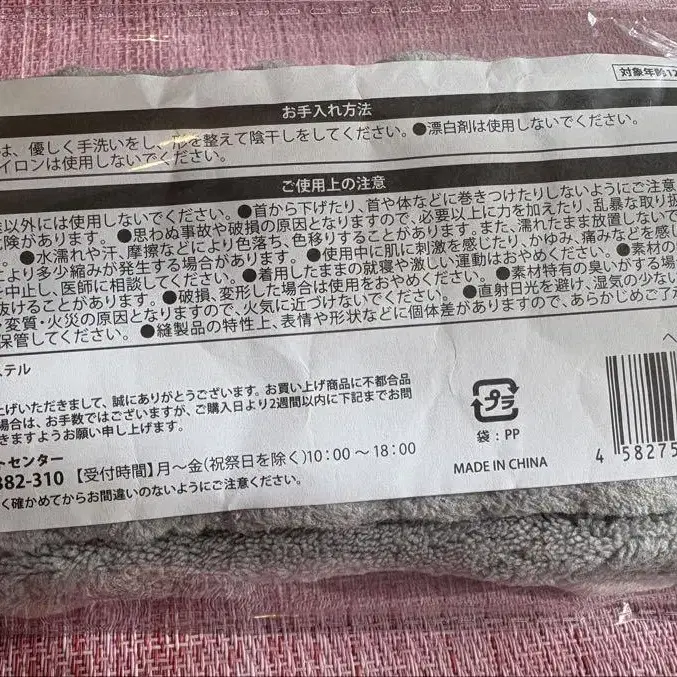 対象年齢12
お手入れ方法
は、優しく手洗いをし、形を整えて陰干しをしてください。●漂白剤は使用しないでください。
イロンは使用しないでください。
ご使用上の注意
以外には使用しないでください。●首から下げたり、首や体などに巻きつけたりしないようにご注意
険があります。●思わぬ事故や破損の原因となりますので、必要以上に力を加えたり、乱暴な取り扱
。●水濡れや汗、摩擦などにより色落ち、色移りすることがあります。また、濡れたまま放置しないで
より多少縮みが発生する場合があります。●使用中に肌に刺激を感じたり、かゆみ、痛みなどを感じ
を中止し、医師に相談してください。●着用したままの就寝や激しい運動はおやめください。●素材の
抜けることがあります。●破損、変形した場合は使用をおやめください。●素材特有の臭いがする場
・変質・火災の原因となりますので、火気に近づけないでください。●直射日光を避け、湿気の少ない
保管してください。●縫製品の特性上、表情や形状などに個体差がありますので、あらかじめご了
ステル
上げいただきまして、誠にありがとうございます。お買い上げ商品に不都合品
場合は、お手数ではございますが、ご購入日より2週間以内に下記までお問
きますようお願い申し上げます。
トセンター
382-310 【受付時間】月～金(祝祭日を除く)10:00～18:00
く確かめてからお間違いのないようにご注意ください。
プラ
袋:PP
MADE IN CHINA
4 58275